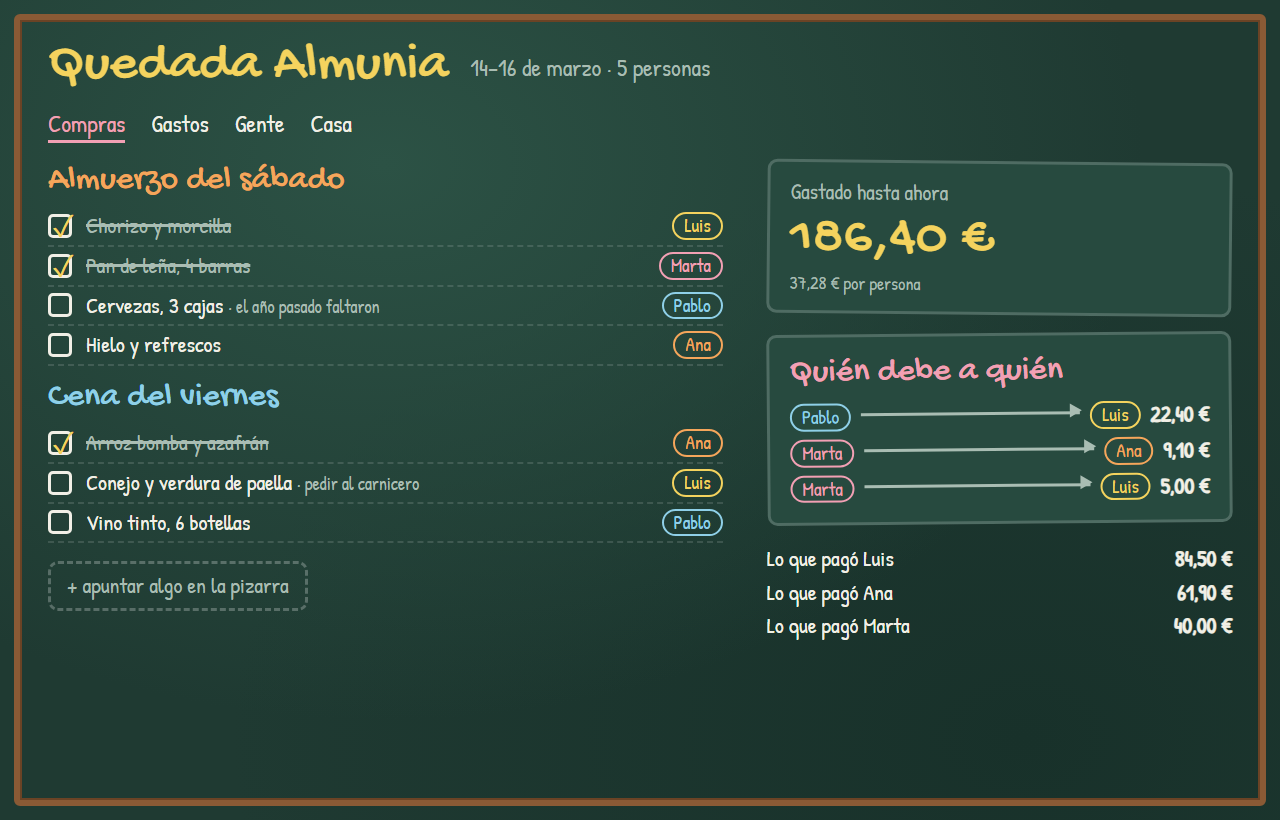 Quedada Almunia 14–16 de marzo · 5 personas
Compras Gastos Gente Casa
Almuerzo del sábado
Chorizo y morcilla Luis
Pan de leña, 4 barras Marta
Cervezas, 3 cajas · el año pasado faltaron Pablo
Hielo y refrescos Ana
Cena del viernes
Arroz bomba y azafrán Ana
Conejo y verdura de paella · pedir al carnicero Luis
Vino tinto, 6 botellas Pablo
+ apuntar algo en la pizarra
Gastado hasta ahora
186,40 €
37,28 € por persona
Quién debe a quién
Pablo Luis 22,40 €
Marta Ana 9,10 €
Marta Luis 5,00 €
Lo que pagó Luis 84,50 €
Lo que pagó Ana 61,90 €
Lo que pagó Marta 40,00 €